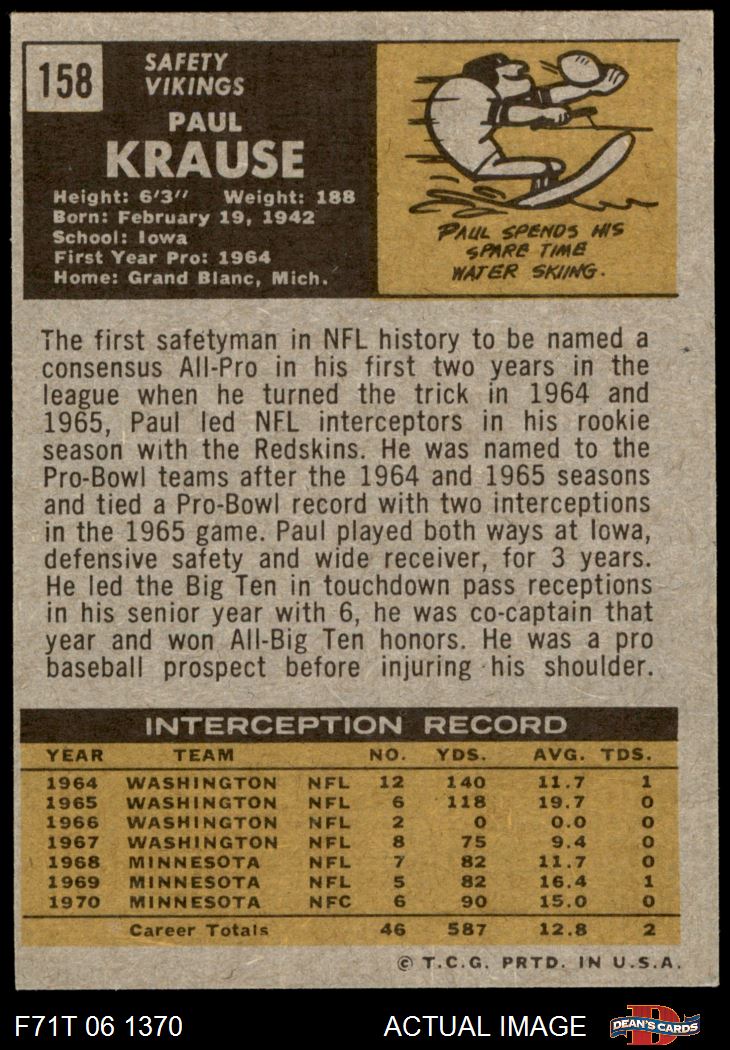 158
SAFETY
VIKINGS
PAUL
KRAUSE
Height: 6'3" Weight: 188
Born: February 19, 1942
School: Iowa
First Year Pro: 1964
Home: Grand Blanc, Mich.
PAUL SPENDS HIS
SPARE TIME
WATER SKIING.
The first safetyman in NFL history to be named a
consensus All-Pro in his first two years in the
league when he turned the trick in 1964 and
1965, Paul led NFL interceptors in his rookie
season with the Redskins. He was named to the
Pro-Bowl teams after the 1964 and 1965 seasons
and tied a Pro-Bowl record with two interceptions
in the 1965 game. Paul played both ways at Iowa,
defensive safety and wide receiver, for 3 years.
He led the Big Ten in touchdown pass receptions
in his senior year with 6, he was co-captain that
year and won All-Big Ten honors. He was a pro
baseball prospect before injuring his shoulder.
INTERCEPTION RECORD
YEAR TEAM NO. YDS. AVG. TDS.
1964 WASHINGTON NFL 12 140 11.7 1
1965 WASHINGTON NFL 6 118 19.7 0
1966 WASHINGTON NFL 2 0 0.0 0
1967 WASHINGTON NFL 8 75 9.4 0
1968 MINNESOTA NFL 7 82 11.7 0
1969 MINNESOTA NFL 5 82 16.4 1
1970 MINNESOTA NFC 6 90 15.0 0
Career Totals 46 587 12.8 2
© T.C.G. PRTD. IN U.S.A.
F71T 06 1370 ACTUAL IMAGE D DEAN'S CARDS